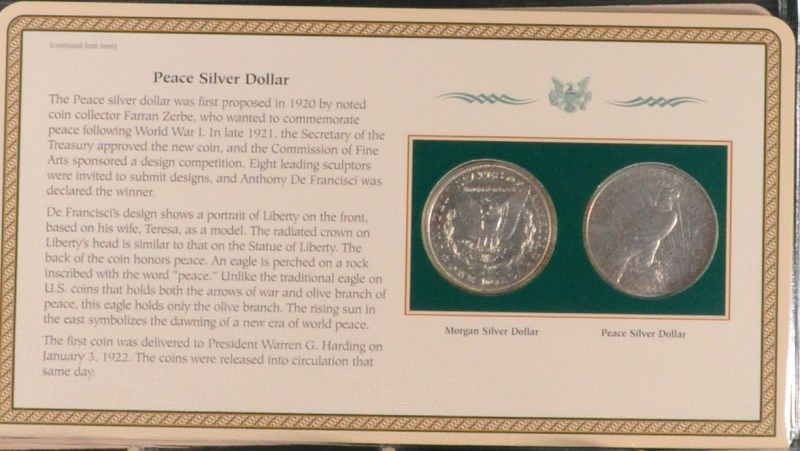 (continued from front)
Peace Silver Dollar
The Peace silver dollar was first proposed in 1920 by noted
coin collector Farran Zerbe, who wanted to commemorate
peace following World War I. In late 1921, the Secretary of the
Treasury approved the new coin, and the Commission of Fine
Arts sponsored a design competition. Eight leading sculptors
were invited to submit designs, and Anthony De Francisci was
declared the winner.
De Francisci's design shows a portrait of Liberty on the front,
based on his wife, Teresa, as a model. The radiated crown on
Liberty's head is similar to that on the Statue of Liberty. The
back of the coin honors peace. An eagle is perched on a rock
inscribed with the word "peace." Unlike the traditional eagle on
U.S. coins that holds both the arrows of war and olive branch of
peace, this eagle holds only the olive branch. The rising sun in
the east symbolizes the dawning of a new era of world peace.
The first coin was delivered to President Warren G. Harding on
January 3, 1922. The coins were released into circulation that
same day.
Morgan Silver Dollar
Peace Silver Dollar